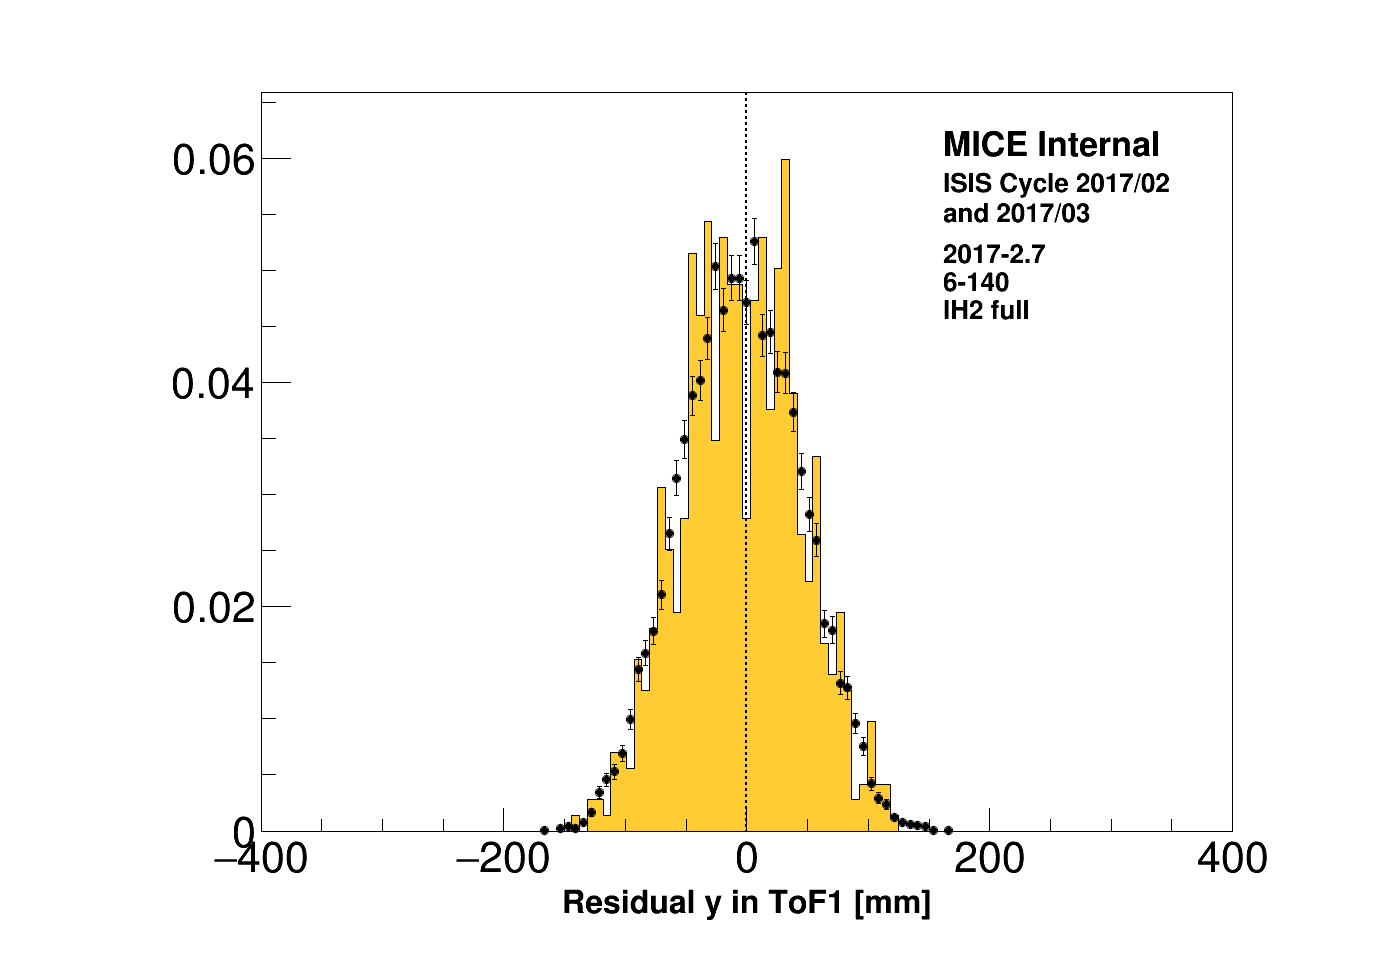 MICE Internal
ISIS Cycle 2017/02
and 2017/03
2017-2.7
6-140
IH2 full
0.06
0.04
0.02
0
−400 −200 0 200 400
Residual y in ToF1 [mm]